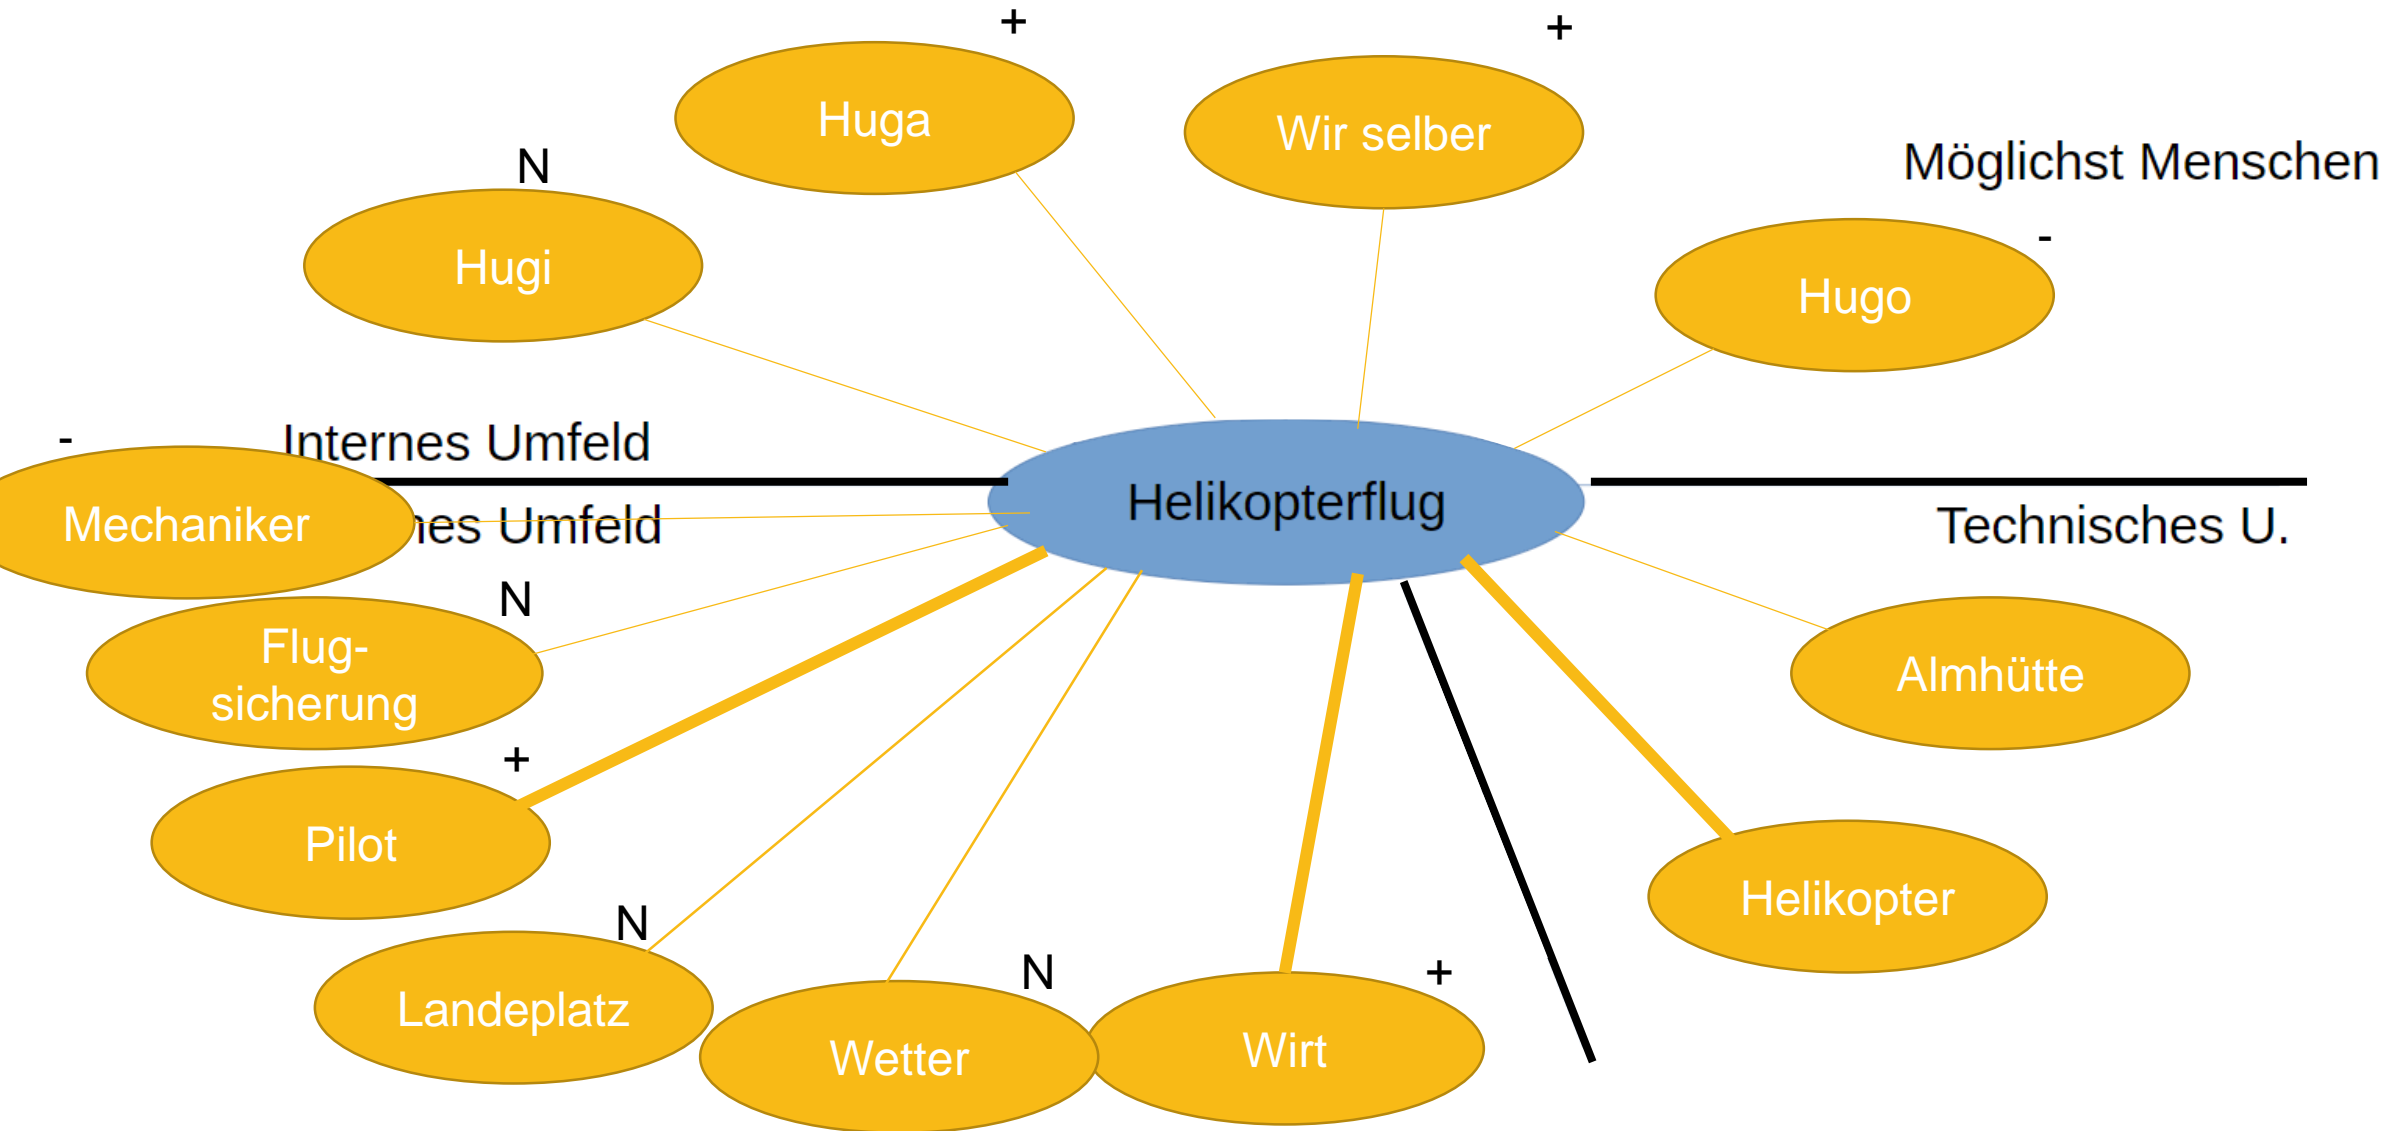 +
+
Huga
Wir selber
Möglichst Menschen
N
-
Hugi
Hugo
-
Internes Umfeld
Helikopterflug
Mechaniker
Umfeld
Technisches U.
N
Flug-
sicherung
Almhütte
+
Pilot
Helikopter
N
Landeplatz
N
+
Wetter
Wirt